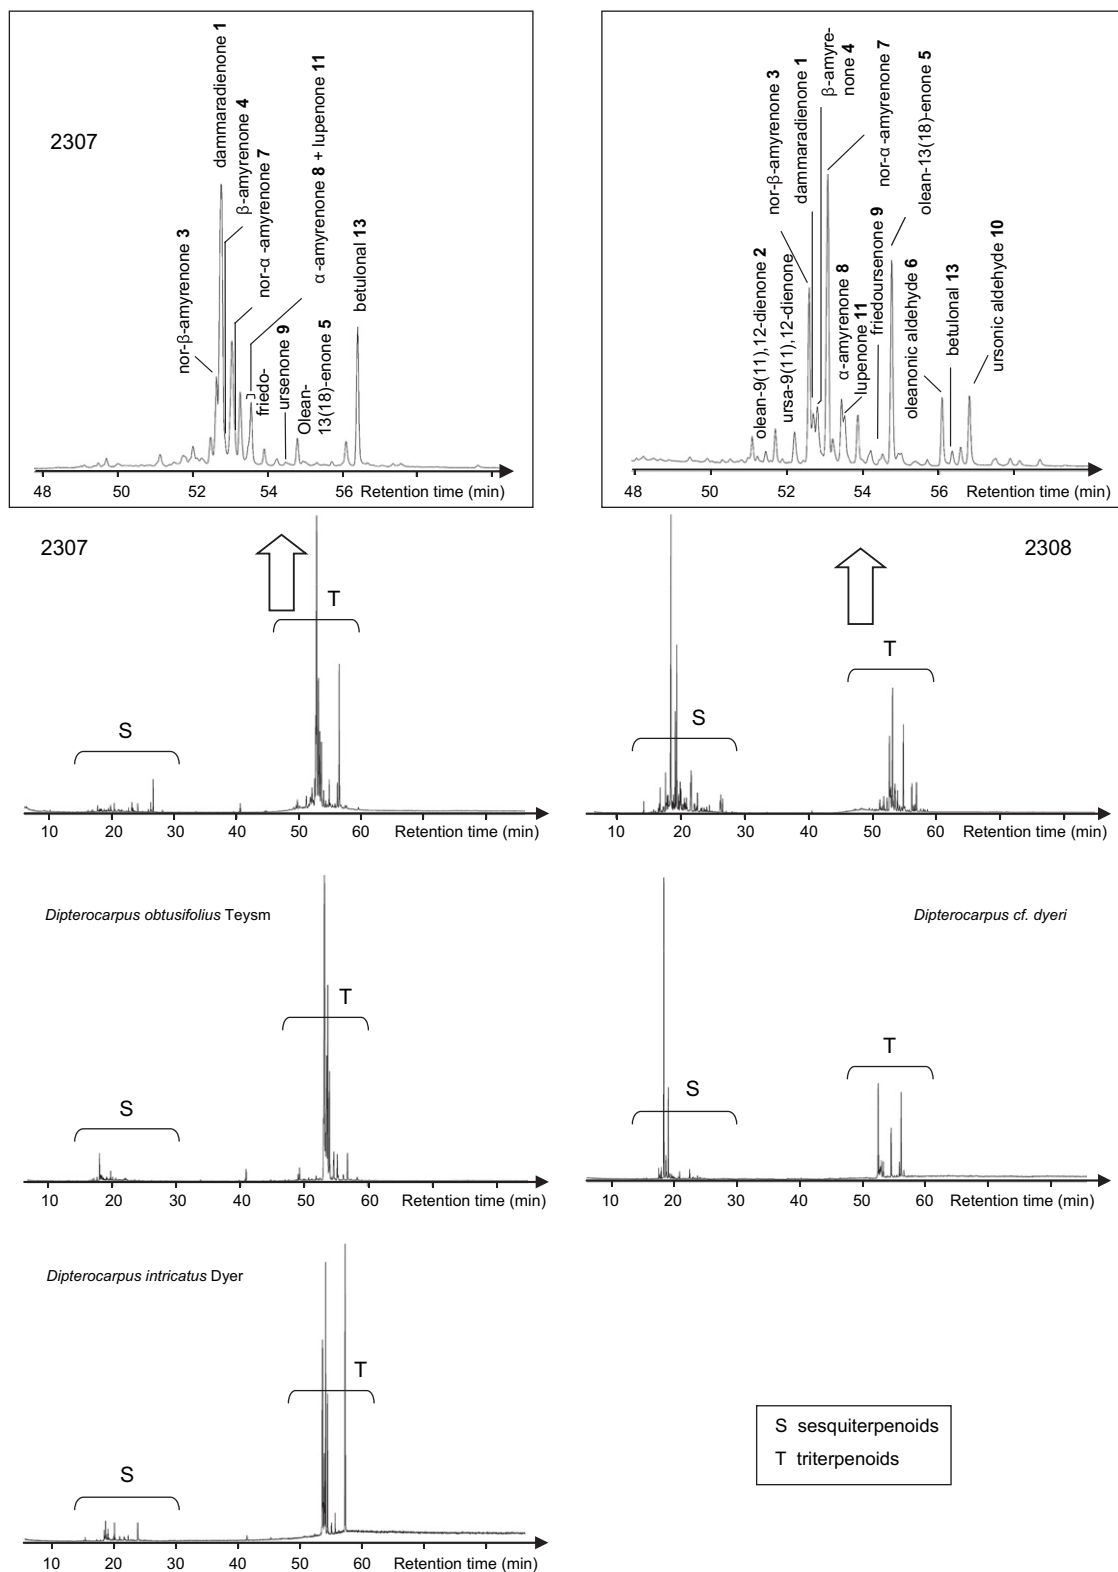 2307
nor-β-amyrenone 3
dammaradienone 1
β-amyrenone 4
nor-α -amyrenone 7
α-amyrenone 8 + lupenone 11
friedo-
ursenone 9
Olean-
13(18)-enone 5
betulonal 13
48 50 52 54 56 Retention time (min)
olean-9(11),12-dienone 2
ursa-9(11),12-dienone
nor-β-amyrenone 3
dammaradienone 1
β-amyre-
none 4
α-amyrenone 8
lupenone 11
friedoursenone 9
nor-α -amyrenone 7
olean-13(18)-enone 5
oleanonic aldehyde 6
betulonal 13
ursonic aldehyde 10
48 50 52 54 56 Retention time (min)
2307
S
T
10 20 30 40 50 60 Retention time (min)
2308
S
T
10 20 30 40 50 60 Retention time (min)
Dipterocarpus obtusifolius Teysm
S
T
10 20 30 40 50 60 Retention time (min)
Dipterocarpus cf. dyeri
S
T
10 20 30 40 50 60 Retention time (min)
Dipterocarpus intricatus Dyer
S
T
10 20 30 40 50 60 Retention time (min)
S sesquiterpenoids
T triterpenoids